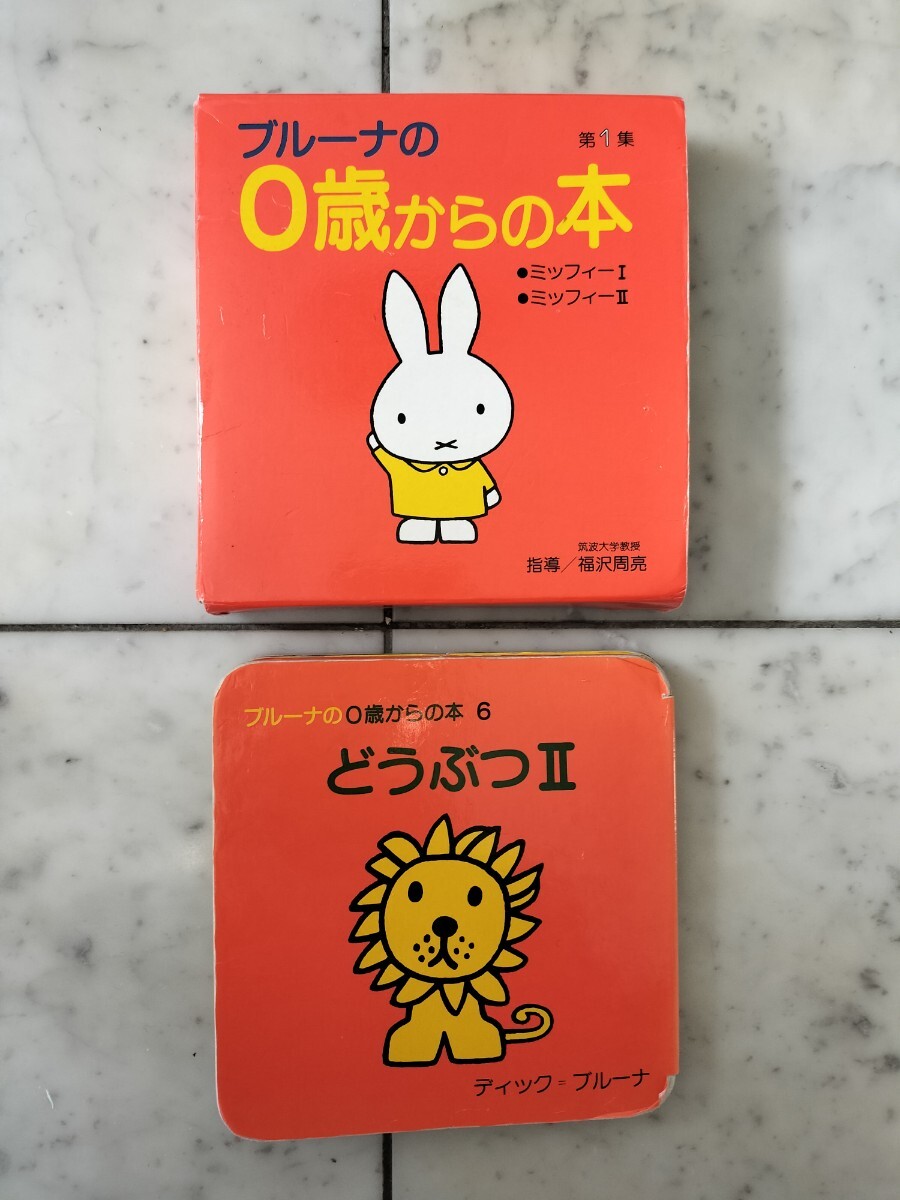 ブルーナの
第1集
0歳からの本
●ミッフィーⅠ
●ミッフィーⅡ
筑波大学教授
指導/福沢周亮
ブルーナの0歳からの本 6
どうぶつⅡ
ディック=ブルーナ